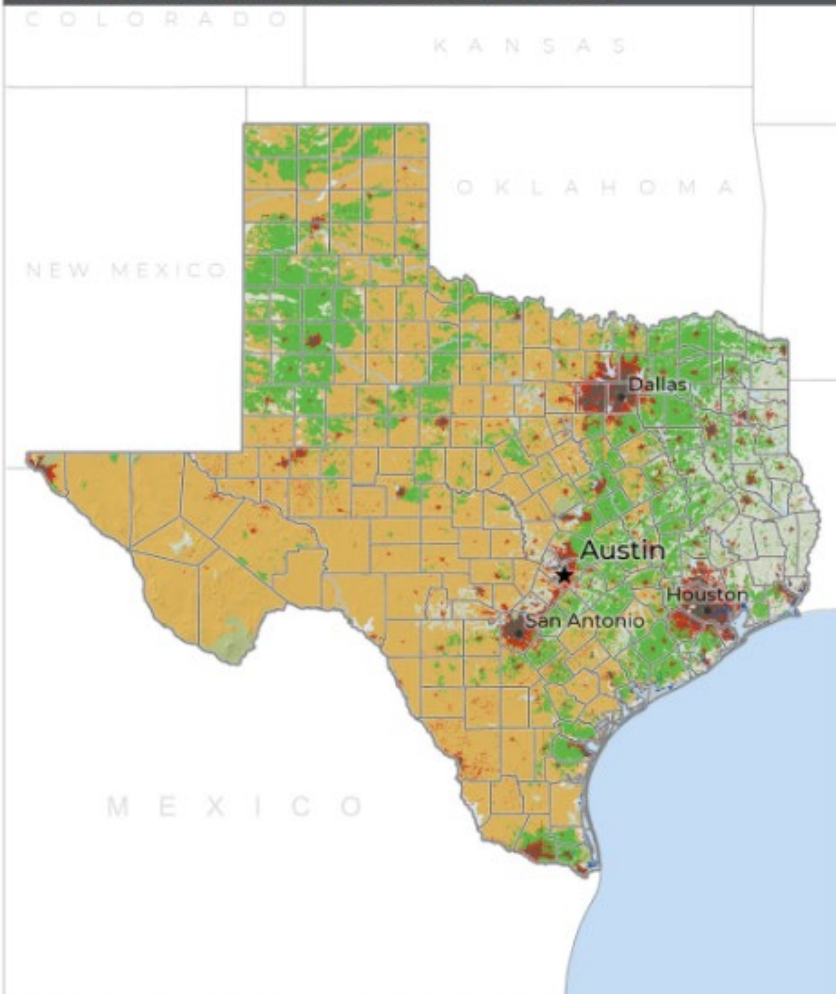 COLORADO
KANSAS
OKLAHOMA
NEW MEXICO
Dallas
Austin
Houston
San Antonio
MEXICO